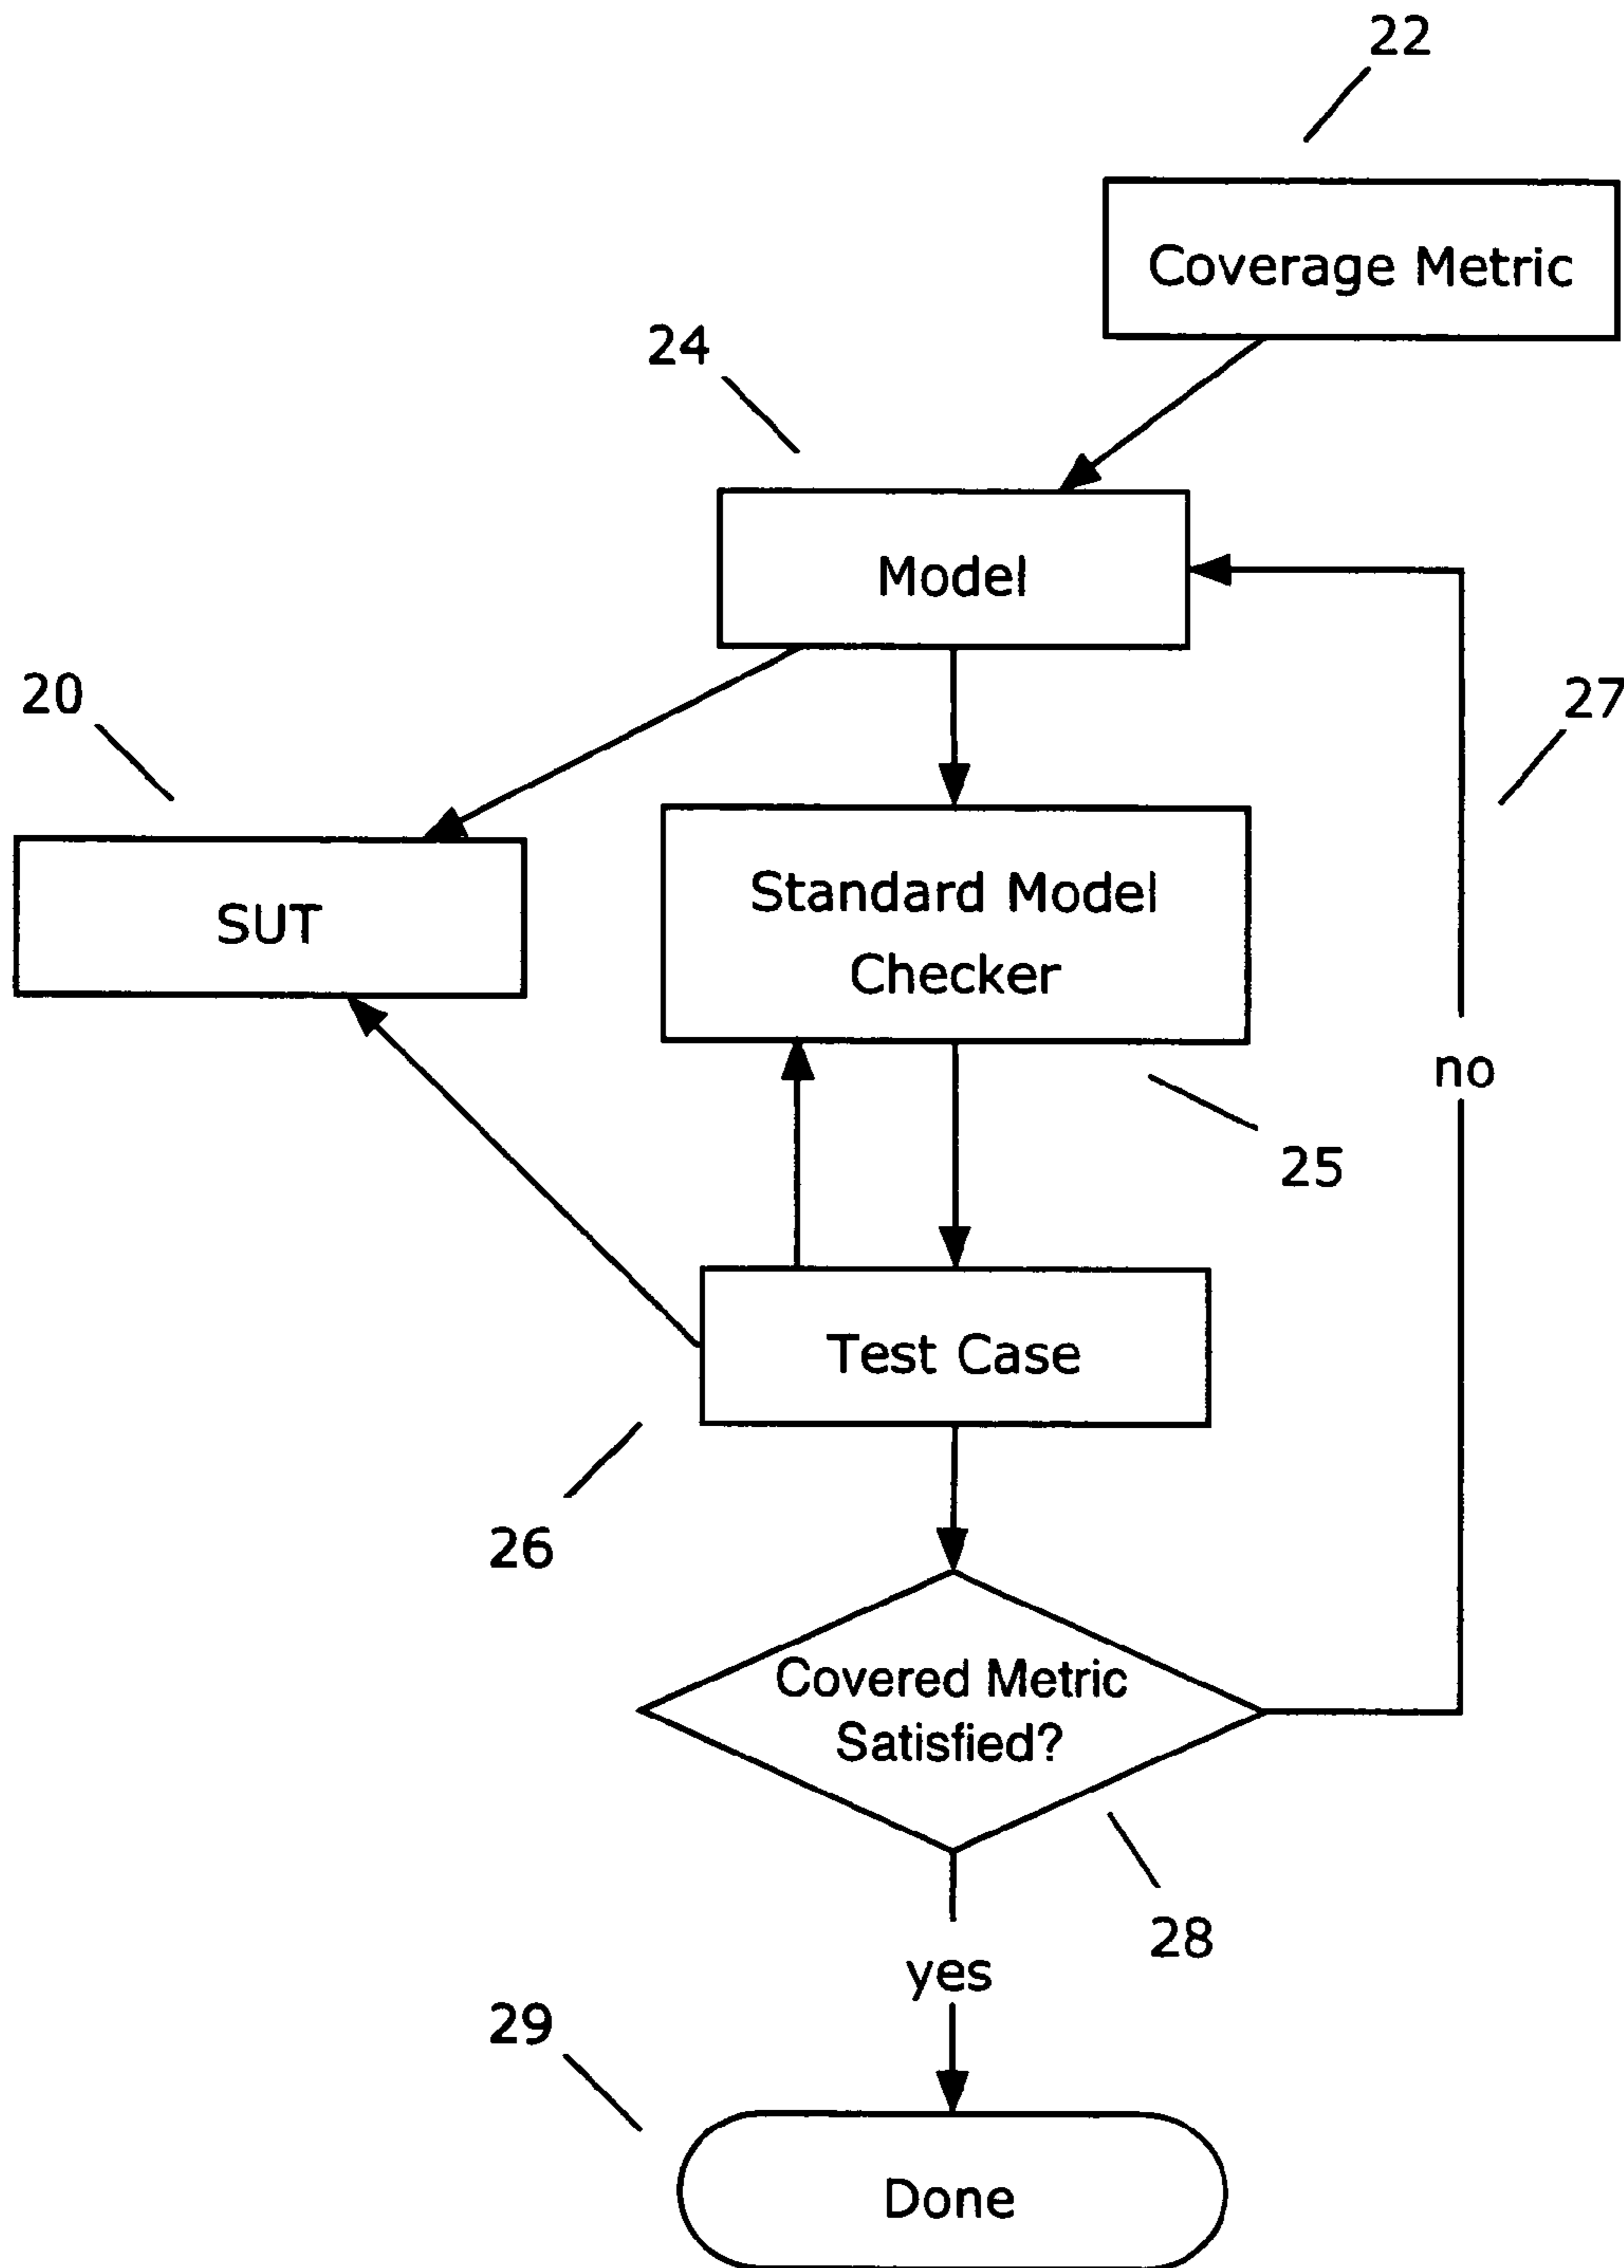 22
Coverage Metric
24
Model
20
27
SUT
Standard Model
Checker
no
25
Test Case
26
Covered Metric
Satisfied?
28
yes
29
Done